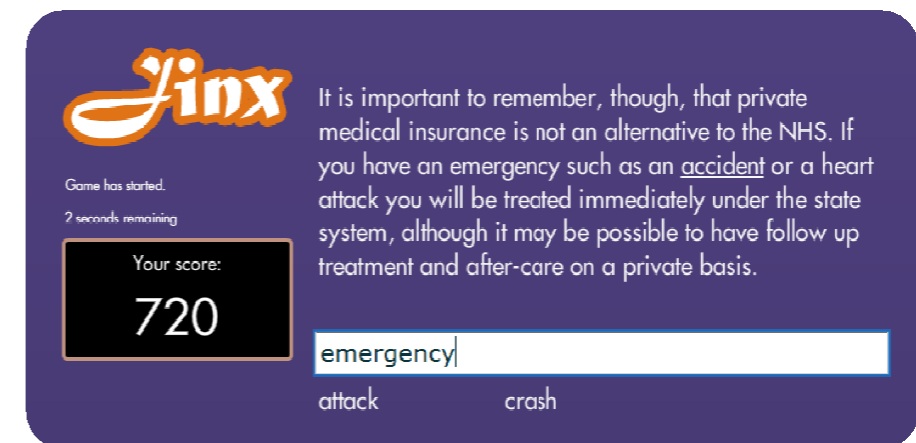 Jinx
Game has started.
2 seconds remaining
Your score:
720
It is important to remember, though, that private
medical insurance is not an alternative to the NHS. If
you have an emergency such as an accident or a heart
attack you will be treated immediately under the state
system, although it may be possible to have follow up
treatment and after-care on a private basis.
emergency
attack crash